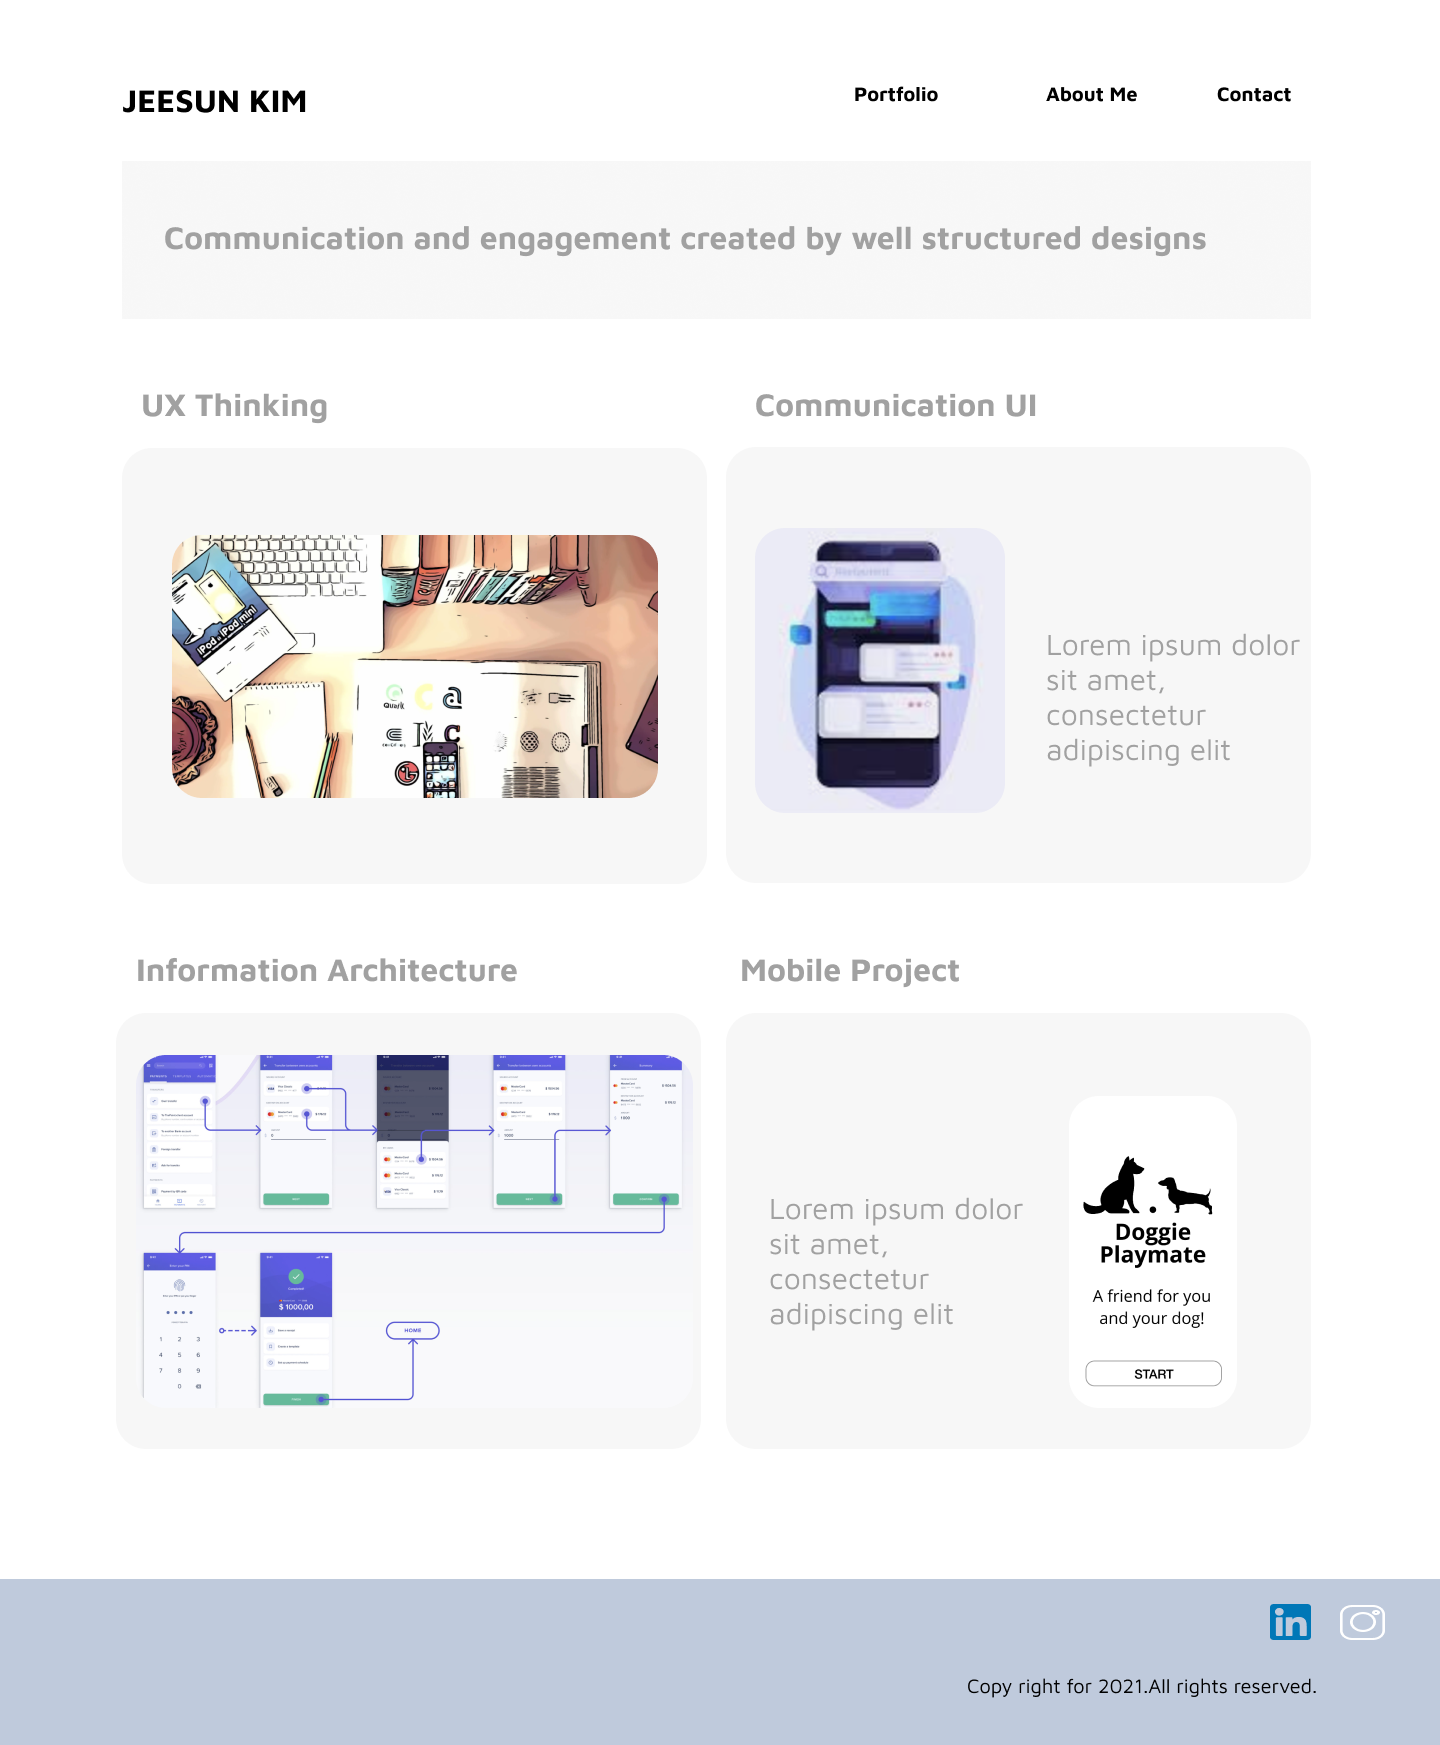 JEESUN KIM
Portfolio
About Me
Contact
Communication and engagement created by well structured designs
UX Thinking
Communication UI
iPod + iPod mini
Quark
Lorem ipsum dolor
sit amet,
consectetur
adipiscing elit
Information Architecture
Mobile Project
$ 1000,00
1 2 3
4 5 6
7 8 9
0
HOME
Lorem ipsum dolor
sit amet,
consectetur
adipiscing elit
Doggie
Playmate
A friend for you
and your dog!
START
in
Copy right for 2021.All rights reserved.